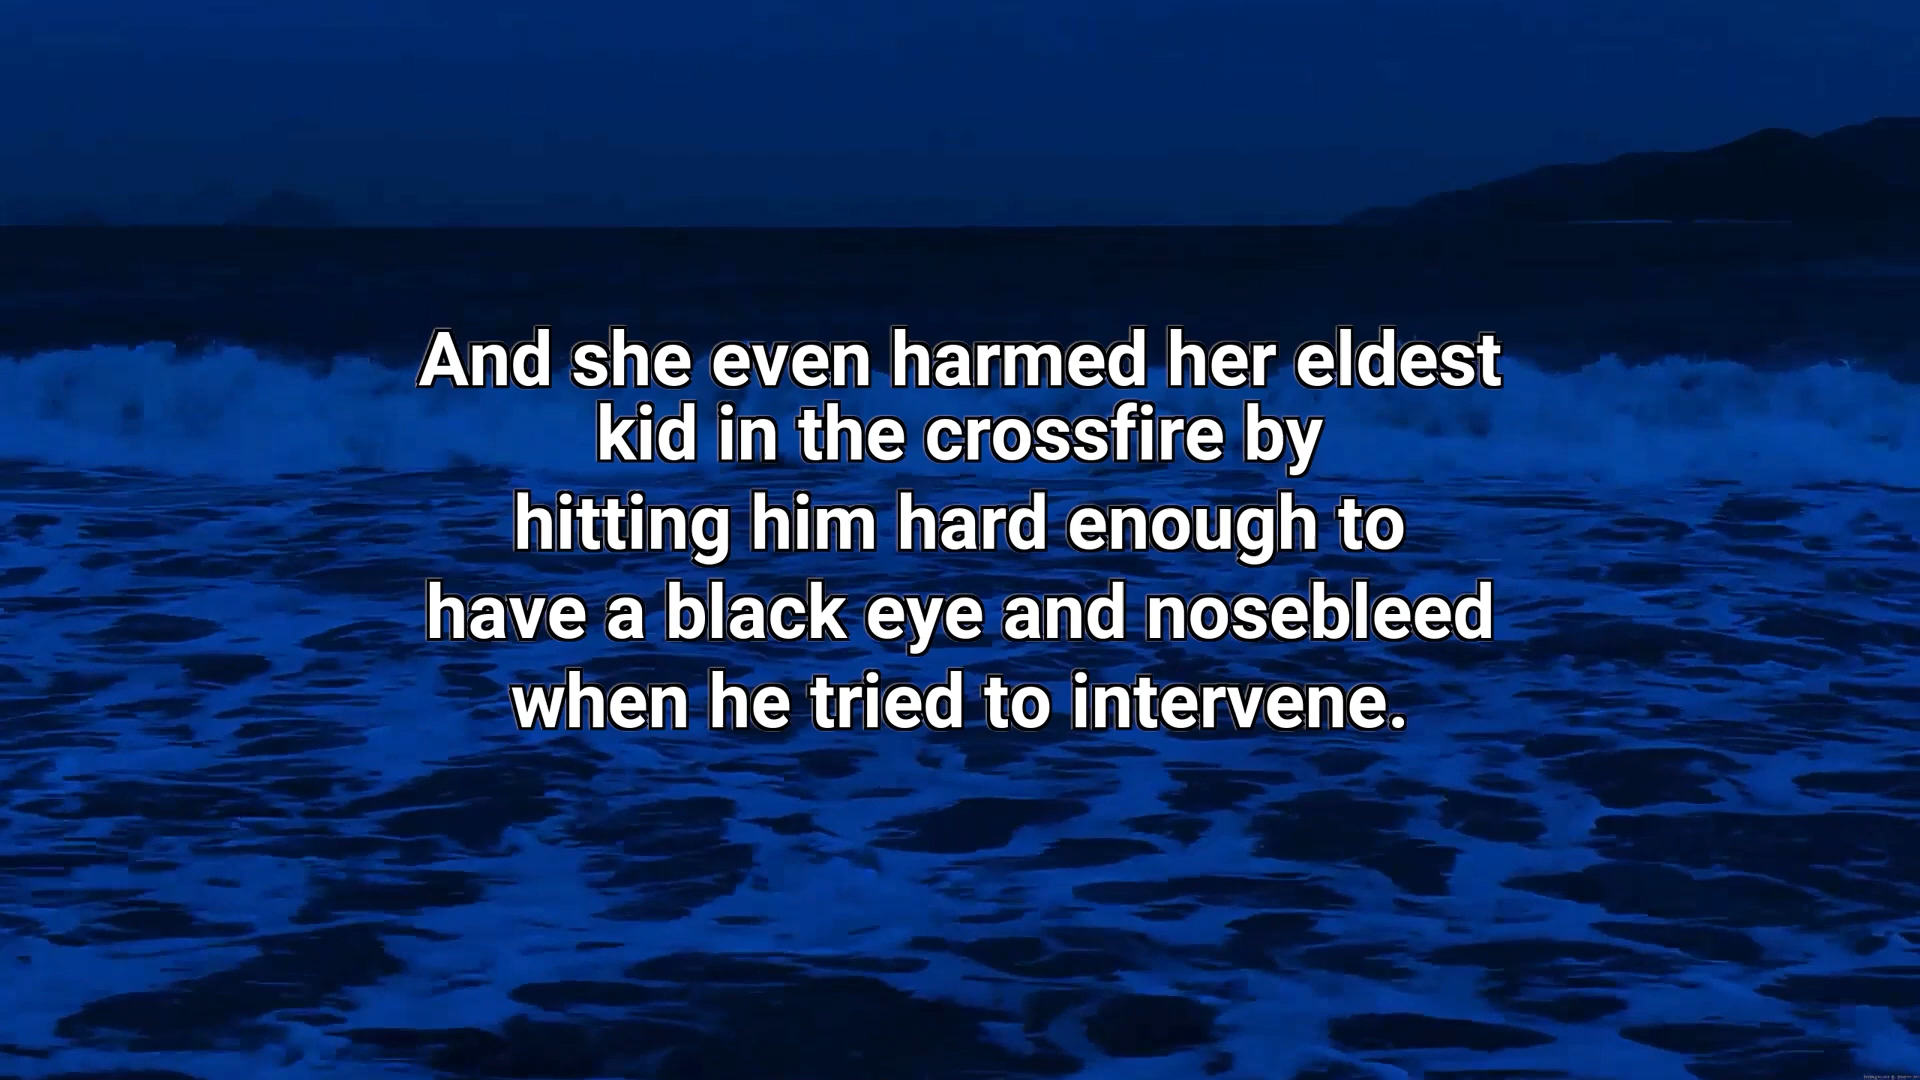 And she even harmed her eldest
kid in the crossfire by
hitting him hard enough to
have a black eye and nosebleed
when he tried to intervene.